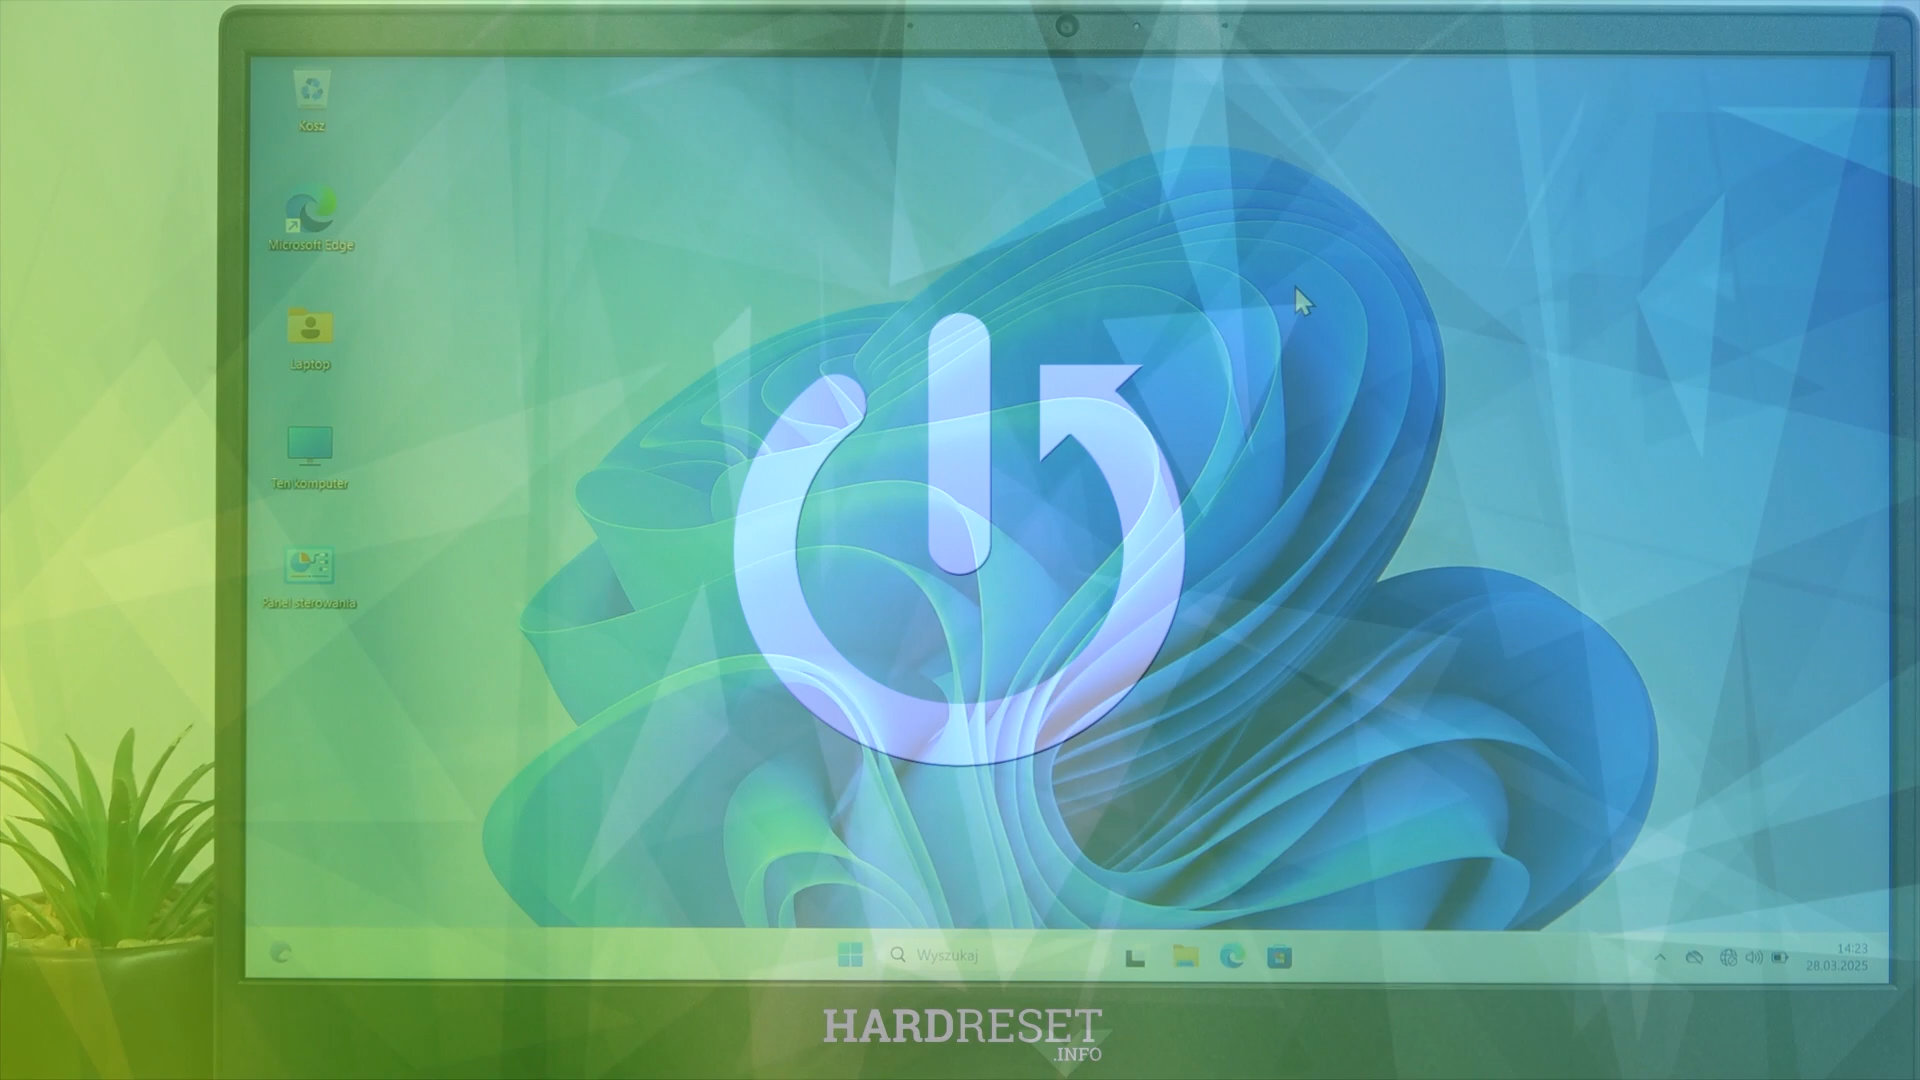 Kosz
Microsoft Edge
Laptop
Ten komputer
Panel sterowania
Wyszukaj
14:23
28.03.2025
HARDRESET
.INFO